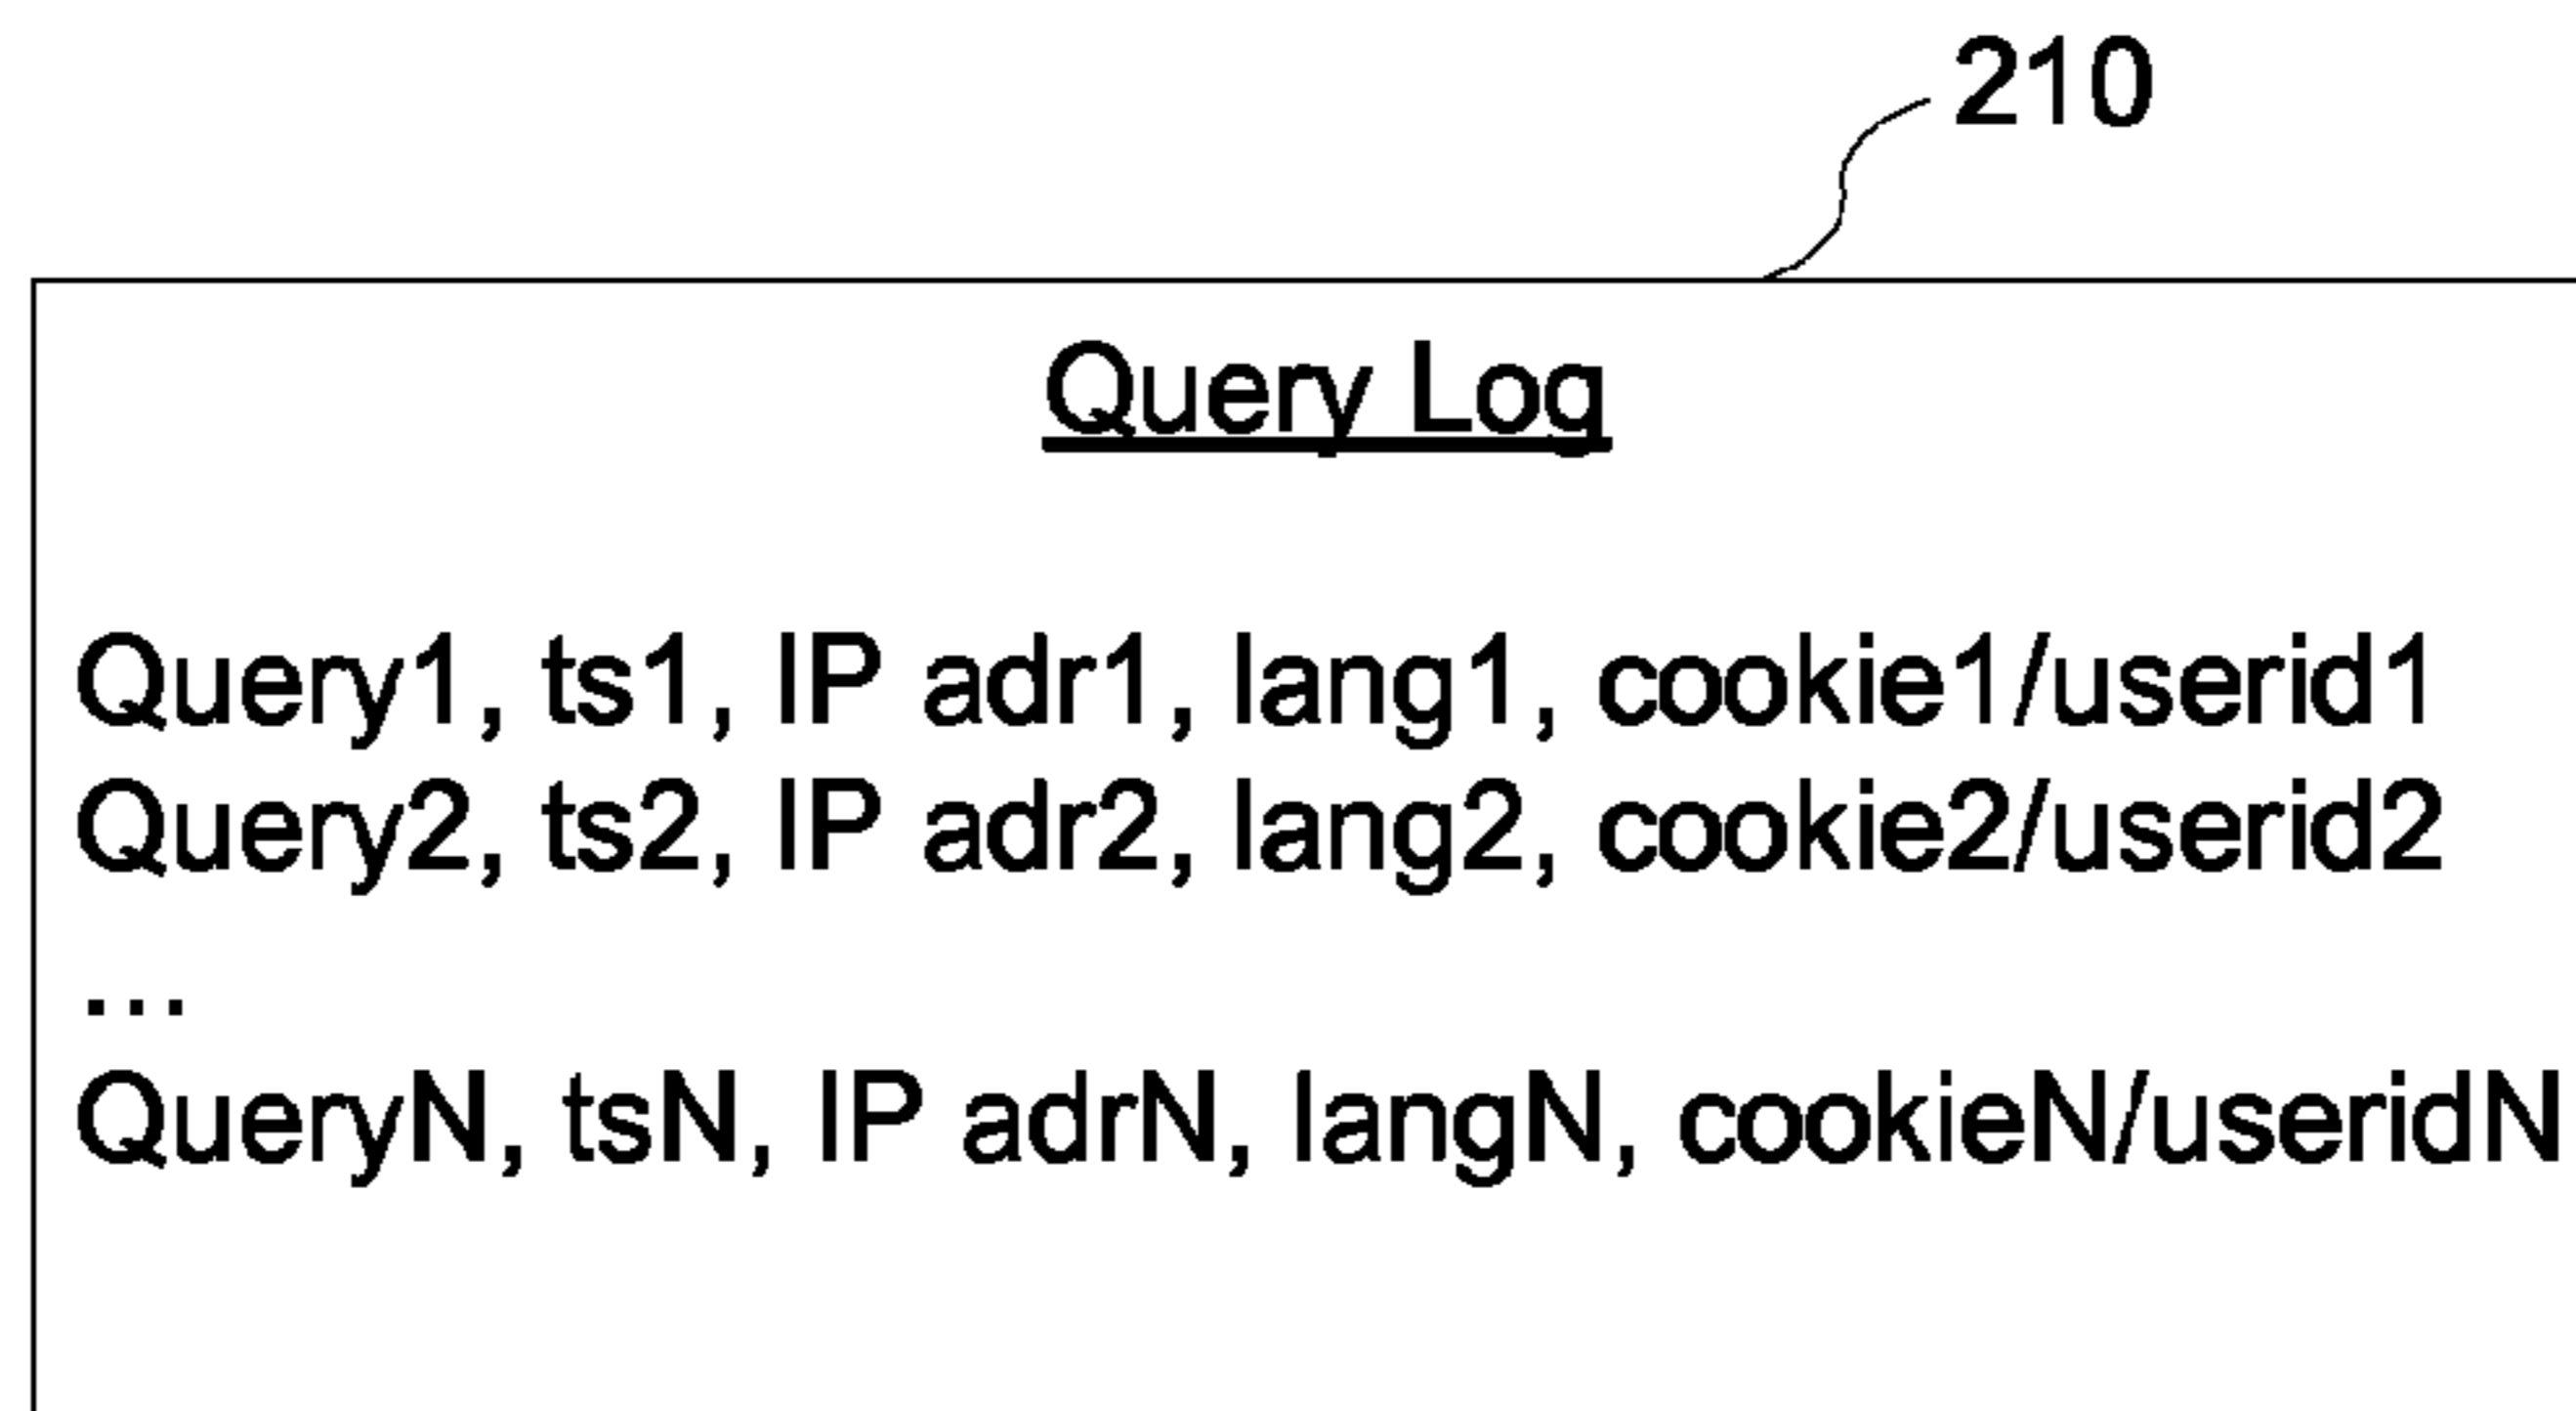 210
Query Log
Query1, ts1, IP adr1, lang1, cookie1/userid1
Query2, ts2, IP adr2, lang2, cookie2/userid2
...
QueryN, tsN, IP adrN, langN, cookieN/useridN